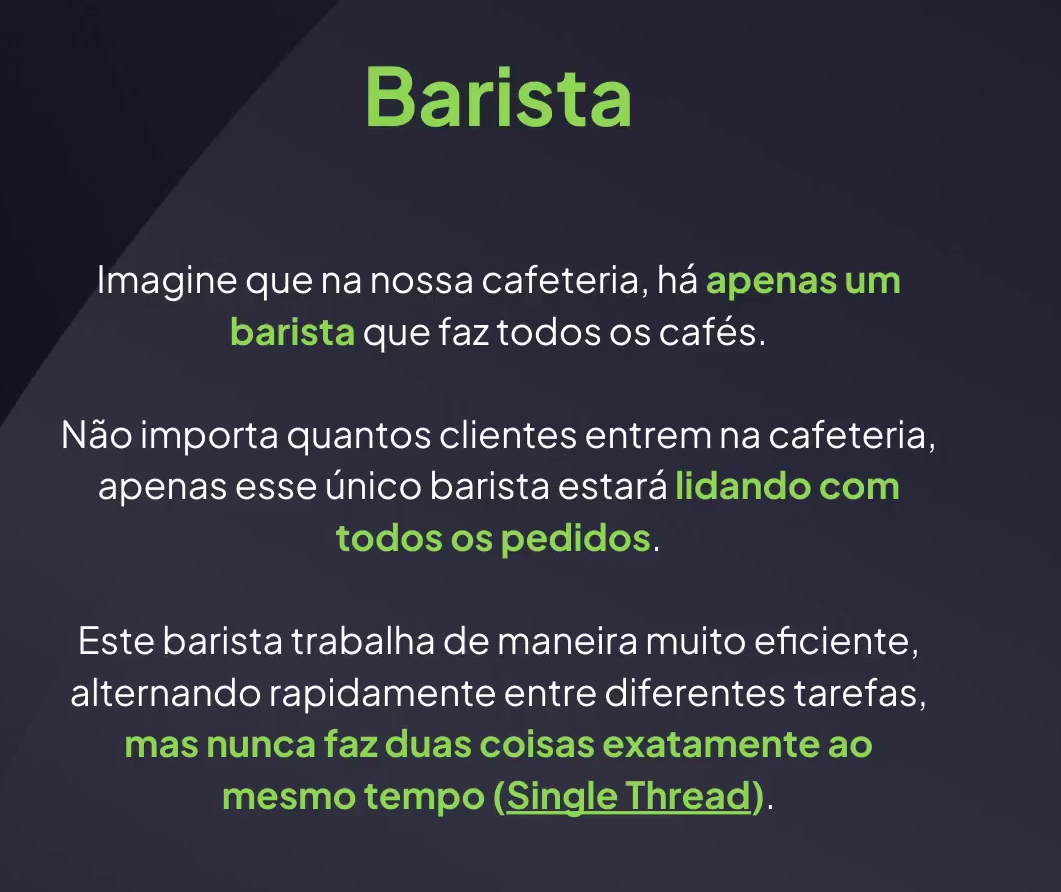 Barista
Imagine que na nossa cafeteria, há apenas um
barista que faz todos os cafés.
Não importa quantos clientes entrem na cafeteria,
apenas esse único barista estará lidando com
todos os pedidos.
Este barista trabalha de maneira muito eficiente,
alternando rapidamente entre diferentes tarefas,
mas nunca faz duas coisas exatamente ao
mesmo tempo (Single Thread).